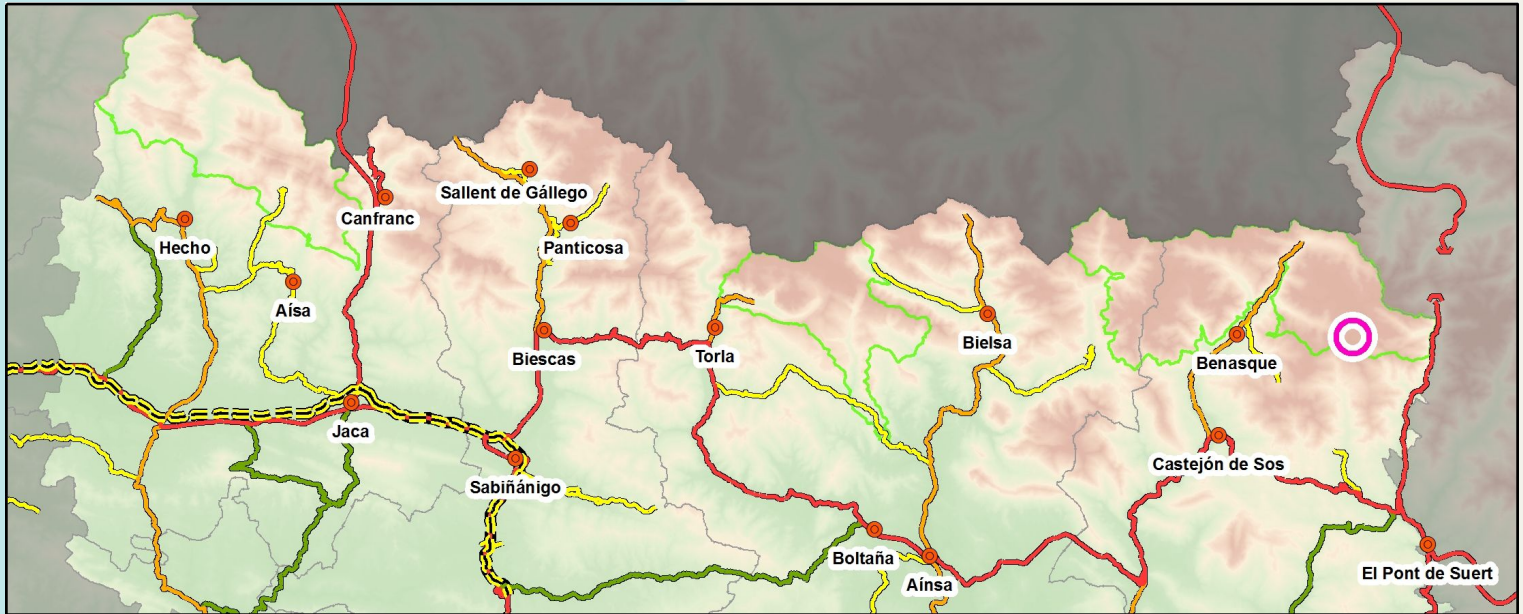 Sallent de Gállego
Canfranc
Hecho
Panticosa
Aísa
Biescas
Torla
Bielsa
Benasque
Jaca
Castejón de Sos
Sabiñánigo
Boltaña
Aínsa
El Pont de Suert